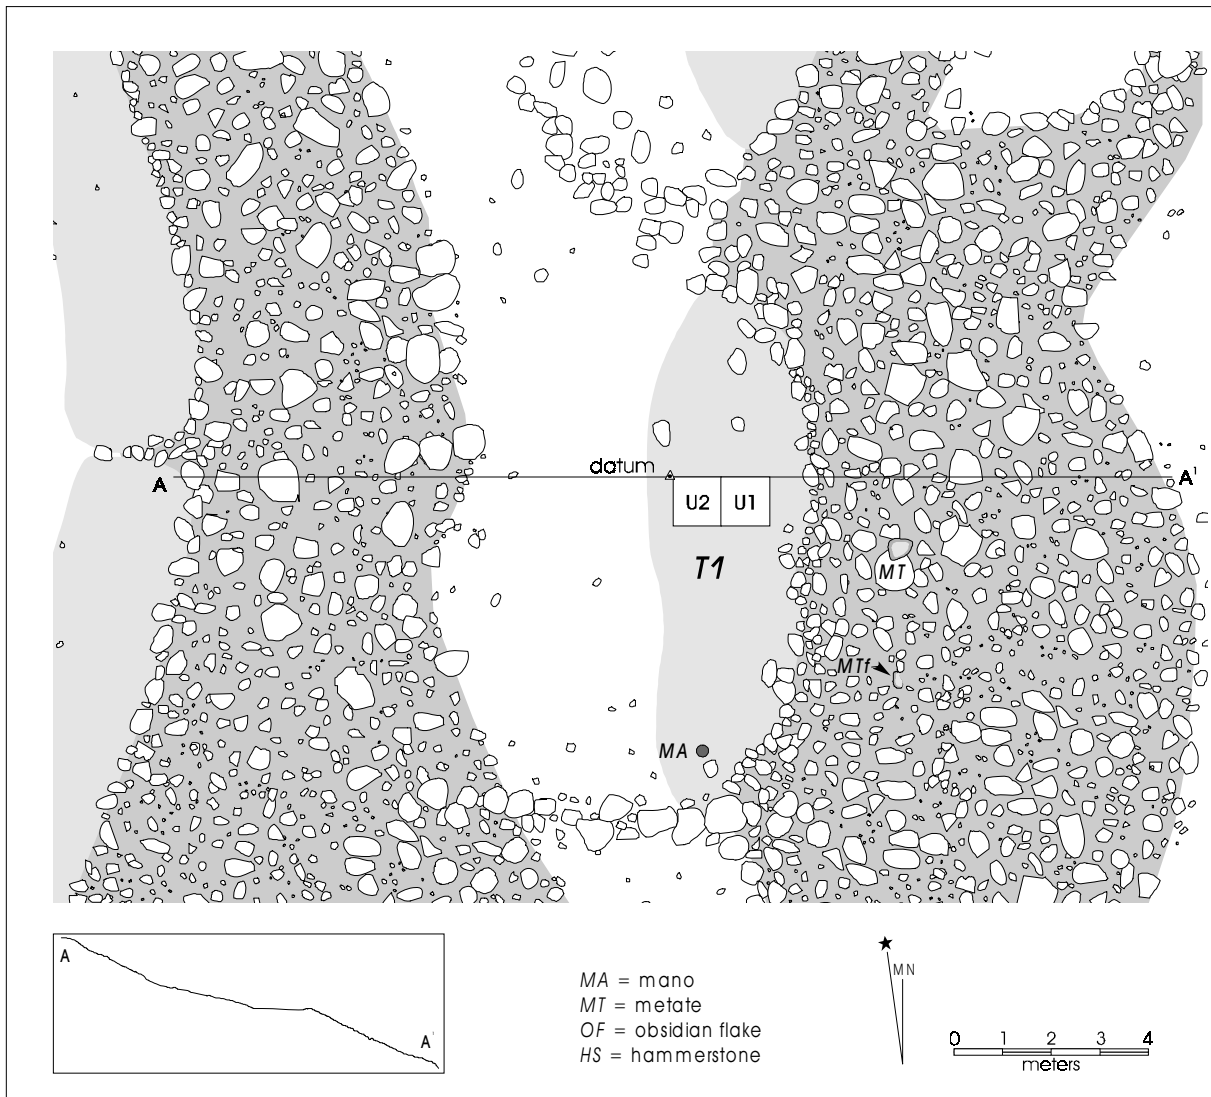 datum
A
A'
U2 U1
T1
MT
MTf
MA
A
A'
MA = mano
MT = metate
OF = obsidian flake
HS = hammerstone
MN
0 1 2 3 4
meters